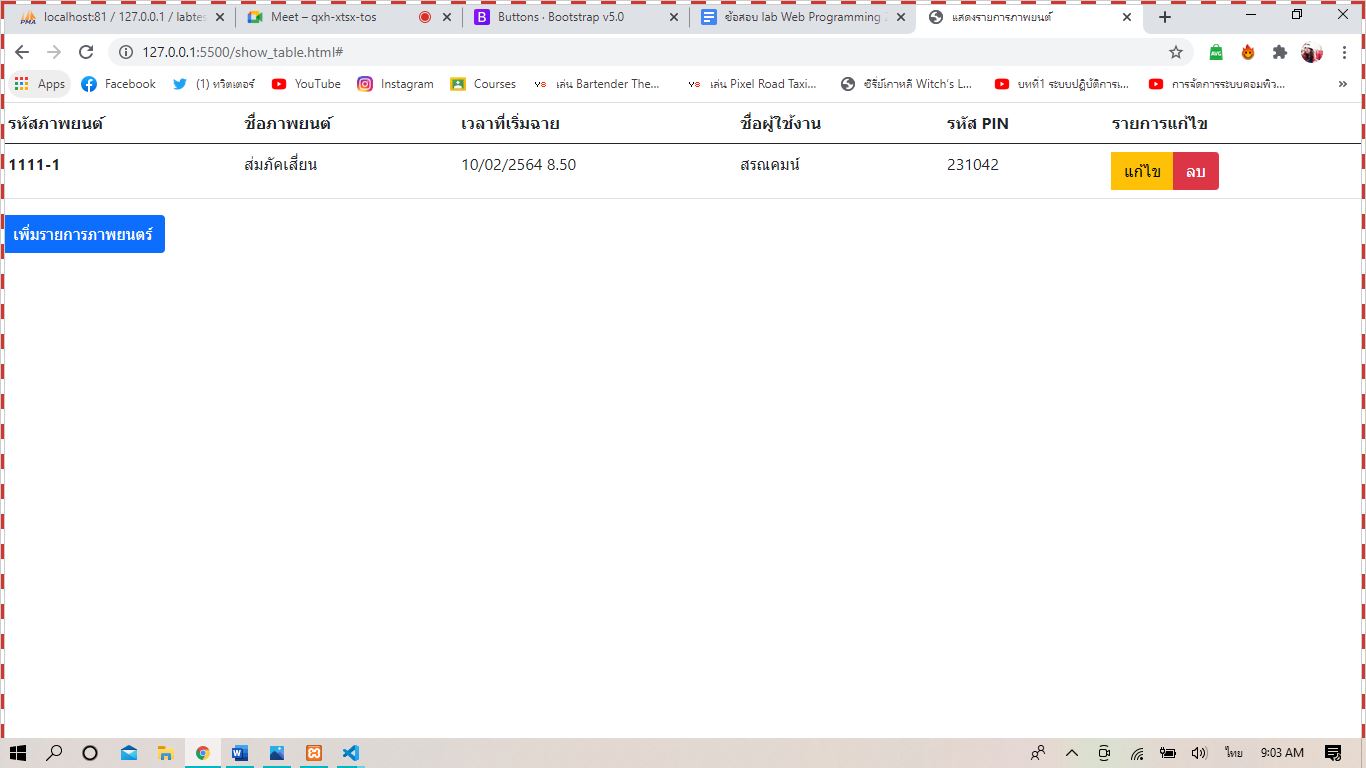 localhost:81 / 127.0.0.1 / labtes
Meet – qxh-xtsx-tos
Buttons · Bootstrap v5.0
ข้อสอบ lab Web Programming 2
แสดงรายการภาพยนต์
127.0.0.1:5500/show_table.html#
Apps
Facebook
(1) ทวิตเตอร์
YouTube
Instagram
Courses
เล่น Bartender The...
เล่น Pixel Road Taxi...
ซีรี่ย์เกาหลี Witch's L...
บทที่1 ระบบปฏิบัติการเ...
การจัดการระบบคอมพิว...
»
รหัสภาพยนต์ ชื่อภาพยนต์ เวลาที่เริ่มฉาย ชื่อผู้ใช้งาน รหัส PIN รายการแก้ไข
1111-1 ส่มภัคเสี่ยน 10/02/2564 8.50 สรณคมน์ 231042 แก้ไข ลบ
เพิ่มรายการภาพยนตร์
ไทย 9:03 AM